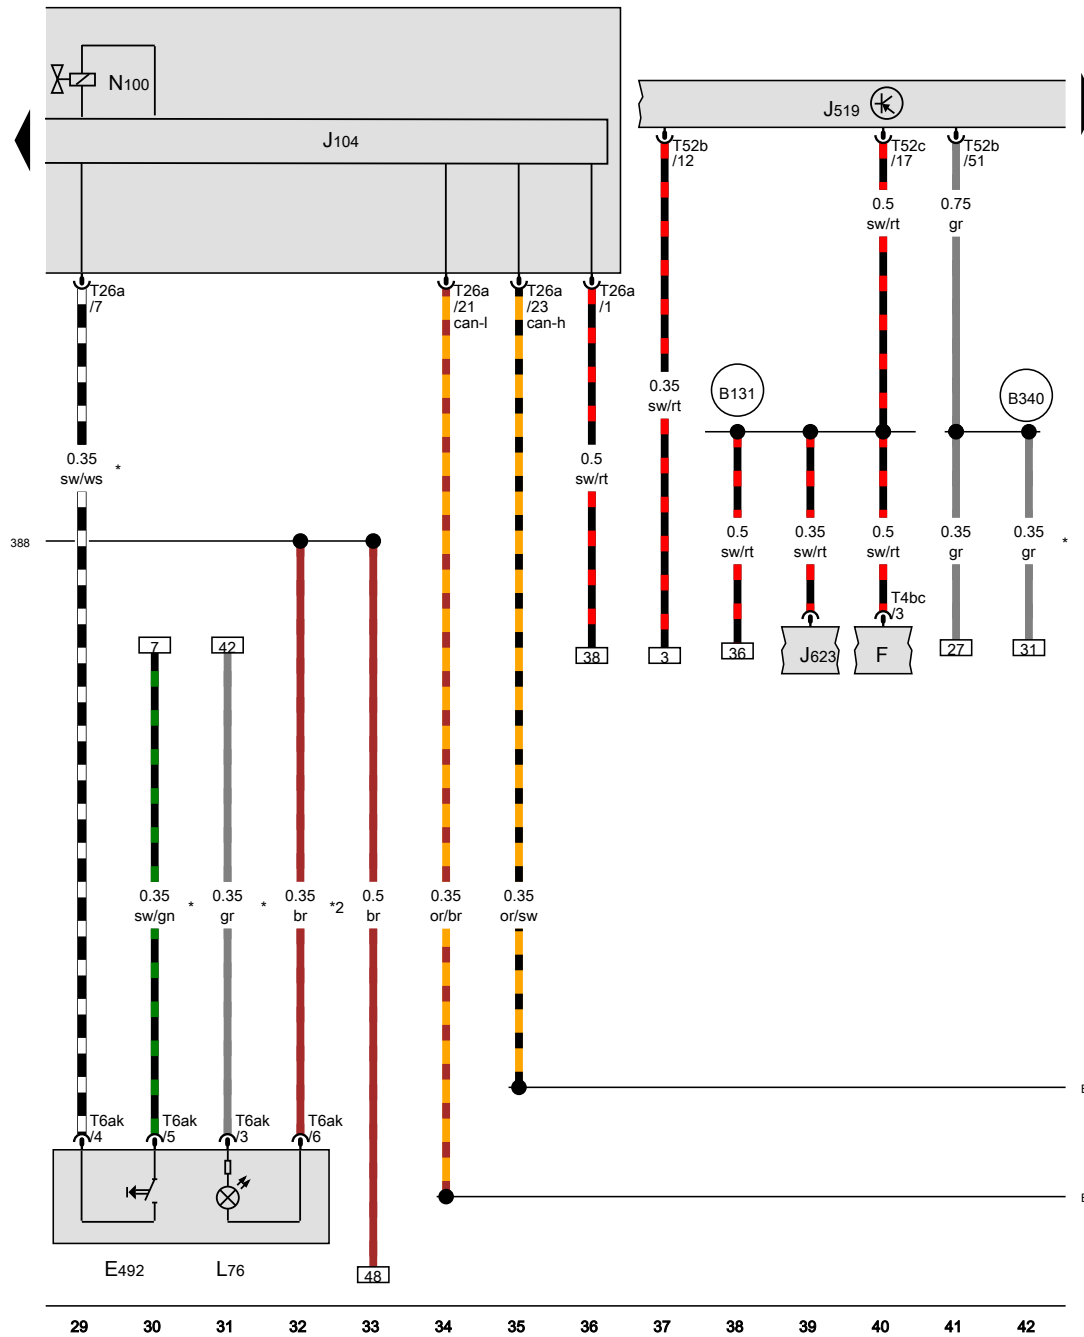 N100
J519
J104
T26a
/7
T26a
/21
can-l
T26a
/23
can-h
T26a
/1
T52b
/12
T52c
/17
T52b
/51
0.5
sw/rt
0.75
gr
0.35
sw/rt
B131
B340
0.35
sw/ws
*
0.5
sw/rt
388
0.5
sw/rt
0.35
sw/rt
0.5
sw/rt
0.35
gr
0.35
gr
*
T4bc
/3
7
42
38
3
36
J623
F
27
31
0.35
sw/gn
*
0.35
gr
*
0.35
br
*2
0.5
br
0.35
or/br
0.35
or/sw
T6ak
/4
T6ak
/5
T6ak
/3
T6ak
/6
E492
L76
48
29 30 31 32 33 34 35 36 37 38 39 40 41 42